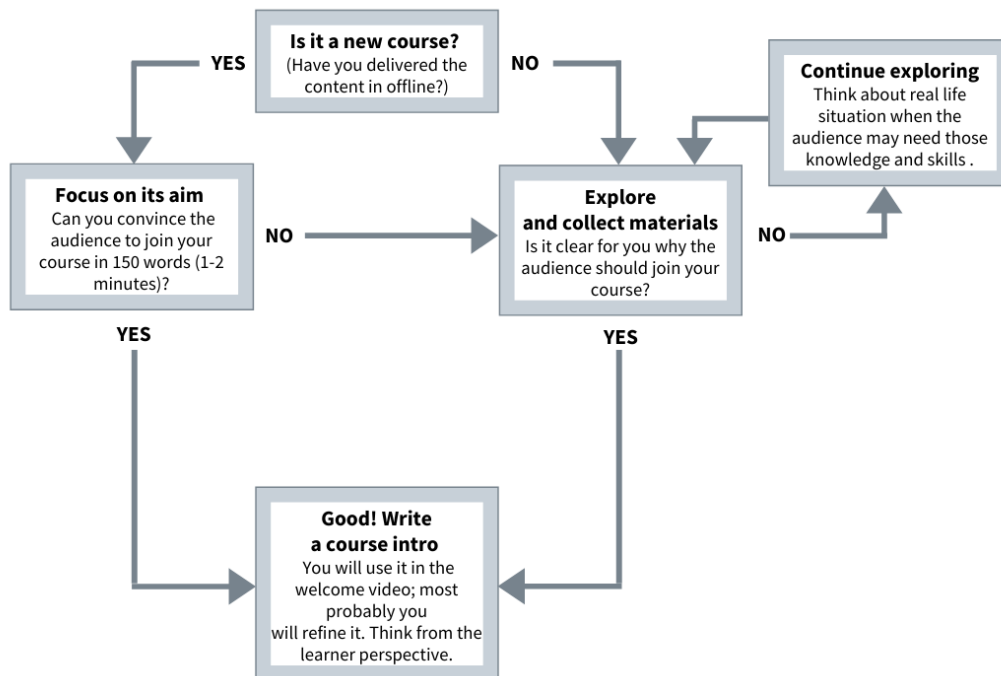 Is it a new course?
(Have you delivered the
content in offline?)
YES
NO
Continue exploring
Think about real life
situation when the
audience may need those
knowledge and skills .
Focus on its aim
Can you convince the
audience to join your
course in 150 words (1-2
minutes)?
NO
Explore
and collect materials
Is it clear for you why the
audience should join your
course?
NO
YES
YES
Good! Write
a course intro
You will use it in the
welcome video; most
probably you
will refine it. Think from the
learner perspective.